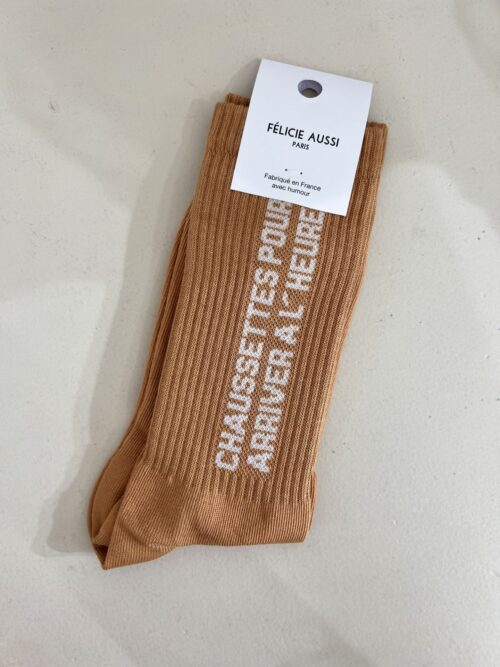 FÉLICIE AUSSI
PARIS
Fabriqué en France
avec humour
CHAUSSETTES POUR
ARRIVER À L'HEURE